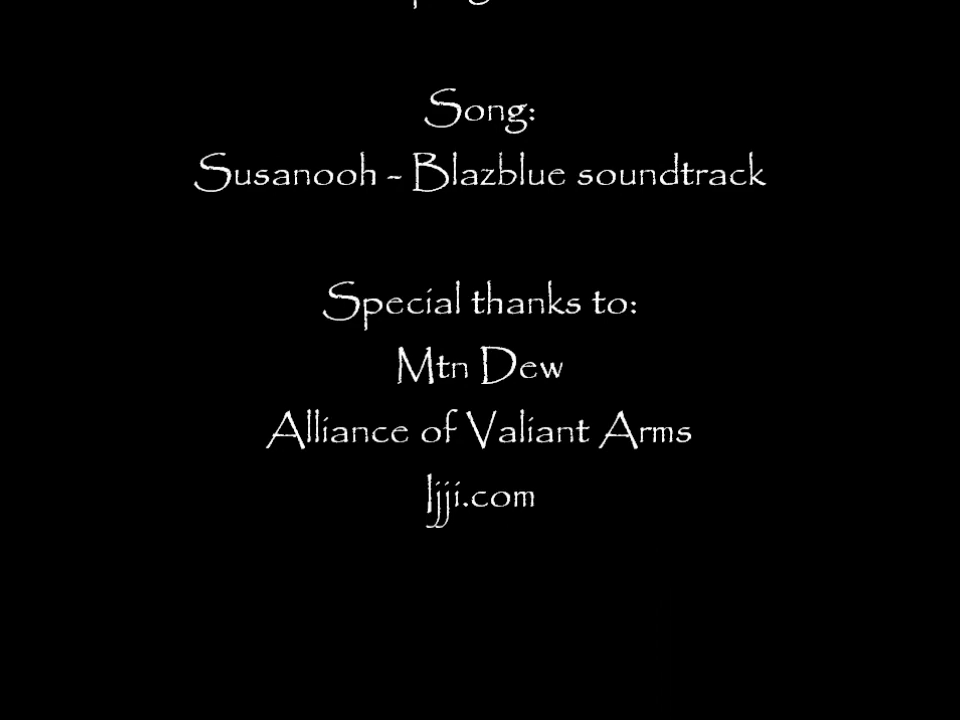 Song:
Susanooh - Blazblue soundtrack
Special thanks to:
Mtn Dew
Alliance of Valiant Arms
Ijji.com